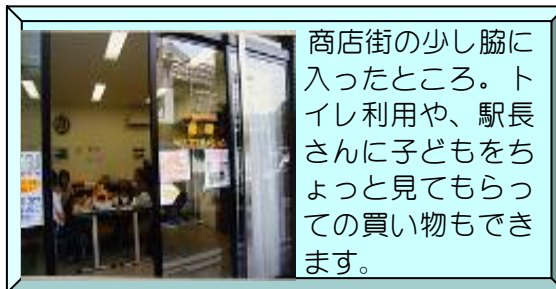 商店街の少し脇に
入ったところ。ト
イレ利用や、駅長
さんに子どもをち
ょっと見てもらっ
ての買い物もでき
ます。